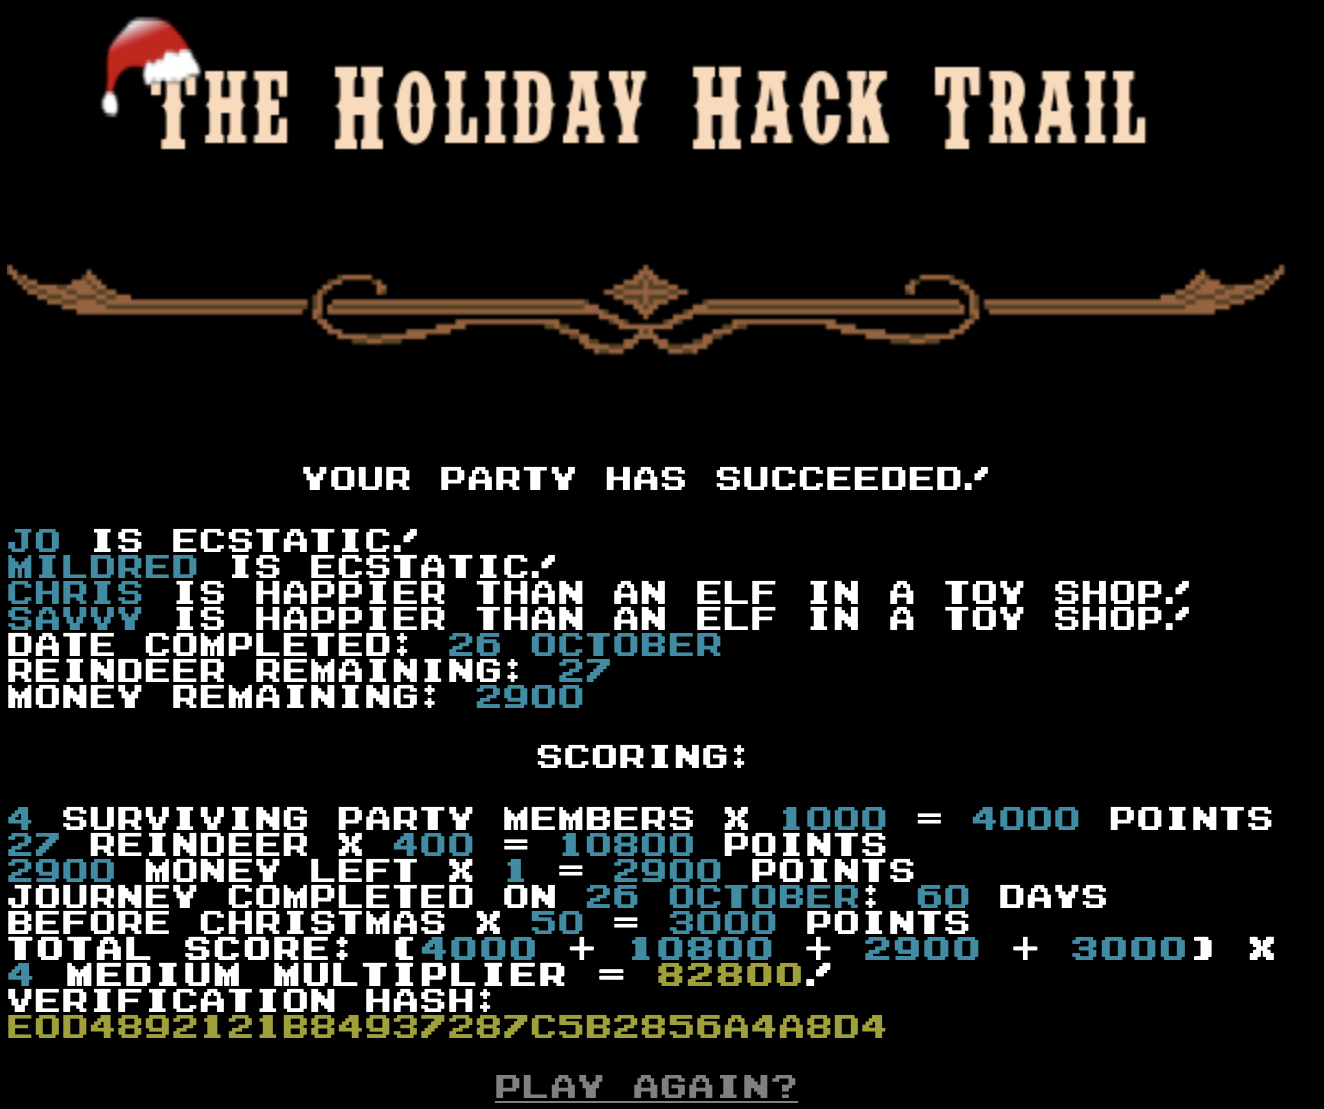 THE HOLIDAY HACK TRAIL
YOUR PARTY HAS SUCCEEDED!
JO IS ECSTATIC!
MILDRED IS ECSTATIC!
CHRIS IS HAPPIER THAN AN ELF IN A TOY SHOP!
SAVVY IS HAPPIER THAN AN ELF IN A TOY SHOP!
DATE COMPLETED: 26 OCTOBER
REINDEER REMAINING: 27
MONEY REMAINING: 2900
SCORING:
4 SURVIVING PARTY MEMBERS X 1000 = 4000 POINTS
27 REINDEER X 400 = 10800 POINTS
2900 MONEY LEFT X 1 = 2900 POINTS
JOURNEY COMPLETED ON 26 OCTOBER: 60 DAYS
BEFORE CHRISTMAS X 50 = 3000 POINTS
TOTAL SCORE: (4000 + 10800 + 2900 + 3000) X
4 MEDIUM MULTIPLIER = 82800!
VERIFICATION HASH:
E0D4892121B84937287C5B2856A4A8D4
PLAY AGAIN?